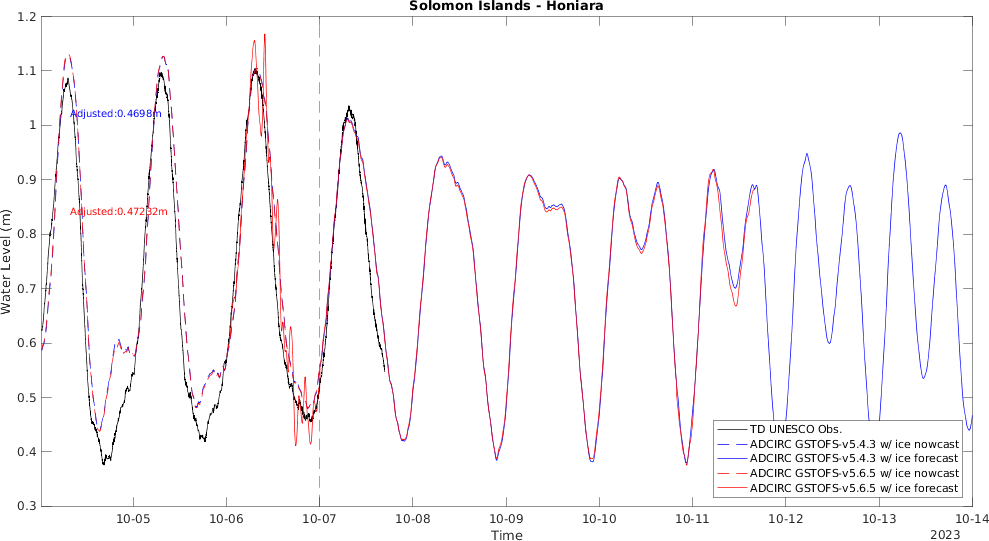 Solomon Islands - Honiara
1.2
1.1
1
0.9
0.8
0.7
0.6
0.5
0.4
0.3
Water Level (m)
Adjusted:0.4698m
Adjusted:0.47232m
TD UNESCO Obs.
ADCIRC GSTOFS-v5.4.3 w/ ice nowcast
ADCIRC GSTOFS-v5.4.3 w/ ice forecast
ADCIRC GSTOFS-v5.6.5 w/ ice nowcast
ADCIRC GSTOFS-v5.6.5 w/ ice forecast
10-05 10-06 10-07 10-08 10-09 10-10 10-11 10-12 10-13 10-14
Time
2023